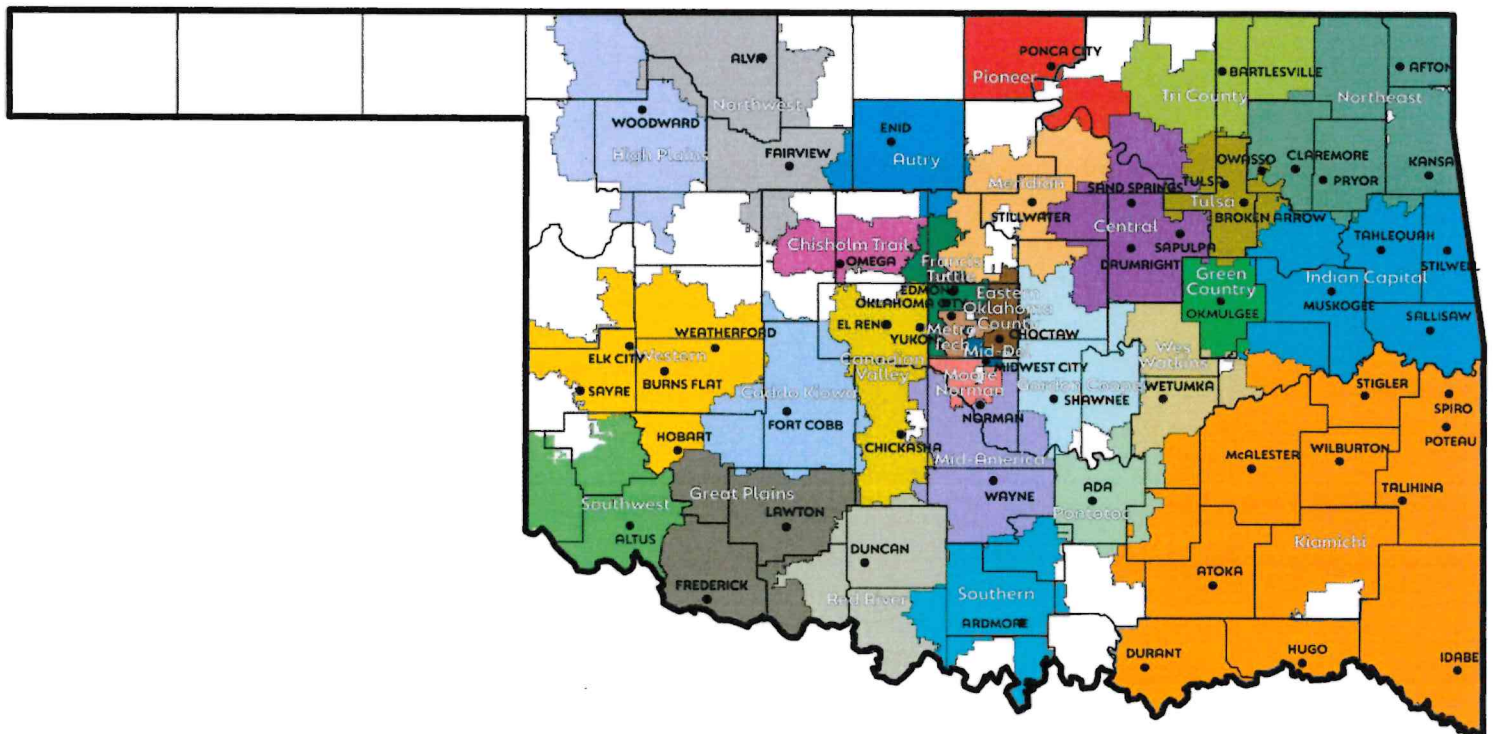 PONCA CITY
Pioneer
ALVA
BARTLESVILLE
AFTON
Tri County
Northeast
Northwest
WOODWARD
High Plains
FAIRVIEW
ENID
Autry
OWASSO
CLAREMORE
KANSA
TULSA
PRYOR
Meridian
SAND SPRINGS
STILLWATER
Tulsa
BROKEN ARROW
Central
SAPULPA
DRUMRIGHT
TAHLEQUAH
STILWELL
Chisholm Trail
OMEGA
Francis
Tuttle
Green
Country
OKMULGEE
Indian Capital
MUSKOGEE
SALLISAW
EDMOND
OKLAHOMA CITY
Eastern
Oklahoma
County
CHOCTAW
EL RENO
YUKON
Metro
Tech
Mid-Del
MIDWEST CITY
Canadian
Valley
WEATHERFORD
ELK CITY
Western
BURNS FLAT
SAYRE
Wes
Watkins
WETUMKA
Moore
Norman
NORMAN
Gordon Cooper
SHAWNEE
Caddo Kiowa
FORT COBB
HOBART
CHICKASHA
STIGLER
SPIRO
POTEAU
McALESTER
WILBURTON
TALIHINA
Mid-America
WAYNE
ADA
Pontotoc
Great Plains
LAWTON
Southwest
ALTUS
DUNCAN
FREDERICK
Red River
Southern
ARDMORE
Kiamichi
ATOKA
DURANT
HUGO
IDABE